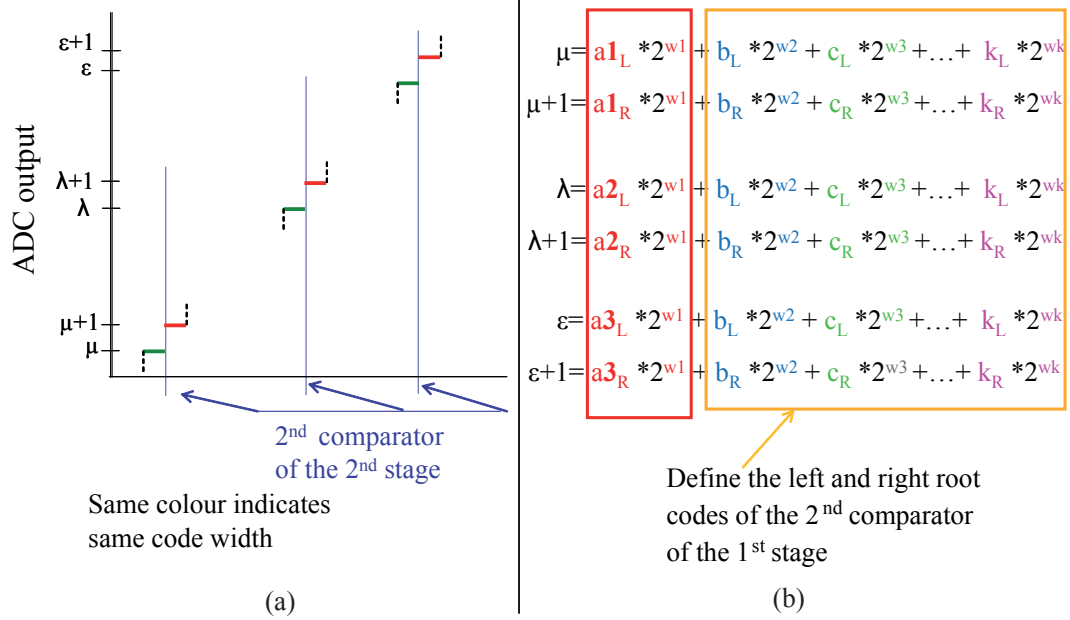 ADC output
ε+1
ε
λ+1
λ
μ+1
μ
2nd comparator
of the 2nd stage
Same colour indicates
same code width
(a)
μ= a1L *2w1 + bL *2w2 + cL *2w3 +...+ kL *2wk
μ+1= a1R *2w1 + bR *2w2 + cR *2w3 +...+ kR *2wk
λ= a2L *2w1 + bL *2w2 + cL *2w3 +...+ kL *2wk
λ+1= a2R *2w1 + bR *2w2 + cR *2w3 +...+ kR *2wk
ε= a3L *2w1 + bL *2w2 + cL *2w3 +...+ kL *2wk
ε+1= a3R *2w1 + bR *2w2 + cR *2w3 +...+ kR *2wk
Define the left and right root
codes of the 2nd comparator
of the 1st stage
(b)